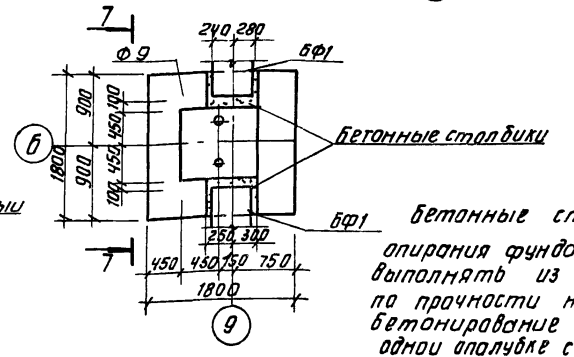 7
240 280
БФ1
Ф9
900
100
450
450
100
900
1800
Б
Бетонные столбики
ый
БФ1
Бетонные ст
опирания фундо
выполнять из
по прочности н
бетонирование
одной опалубке с
7
250 300
450 450 150 750
1800
9